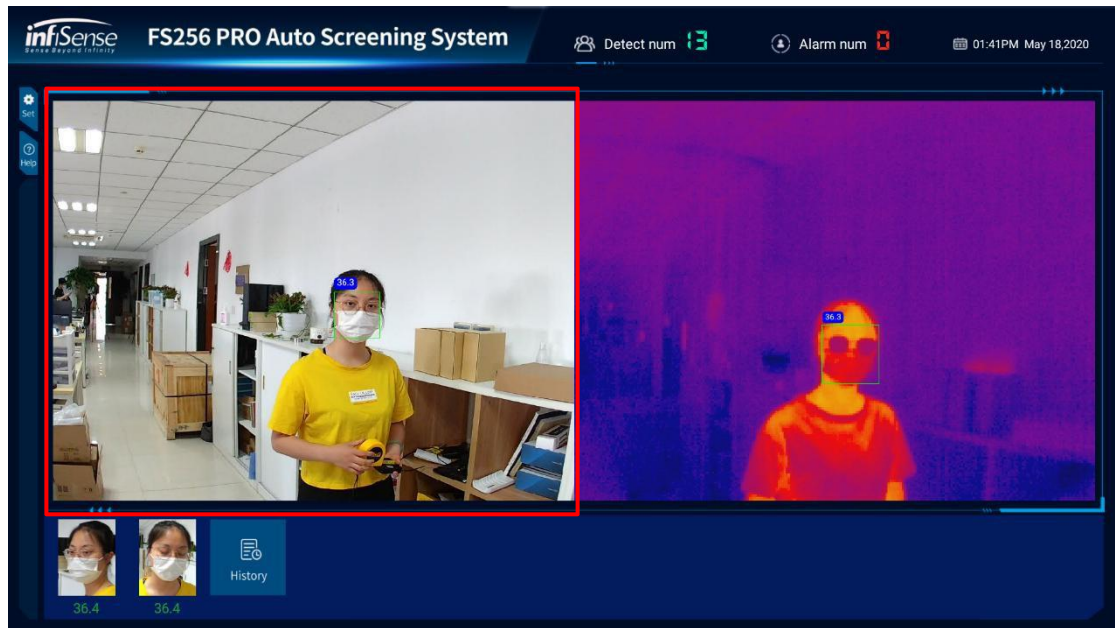 infiSense
Sense Beyond Infinity
FS256 PRO Auto Screening System
Detect num 13
Alarm num 0
01:41PM May 18,2020
Set
Help
36.3
36.3
36.4
36.4
History